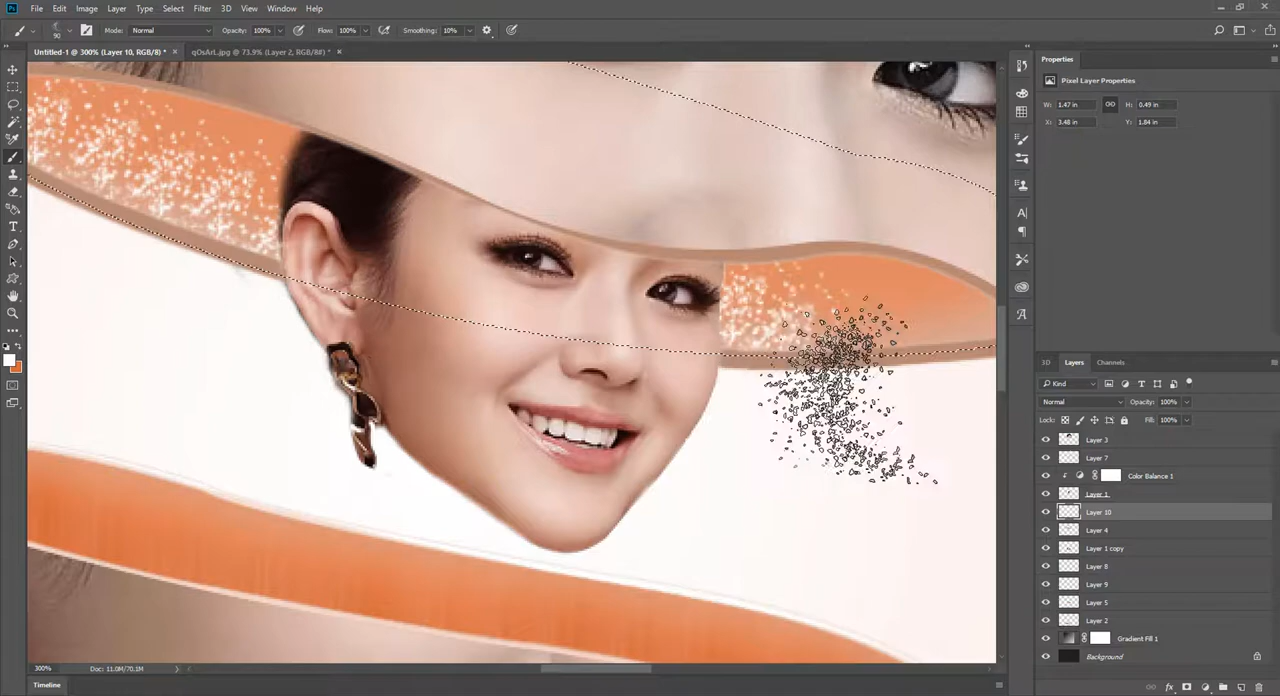 Ps File Edit Image Layer Type Select Filter 3D View Window Help
90 Mode: Normal Opacity: 100% Flow: 100% Smoothing: 10%
Untitled-1 @ 300% (Layer 10, RGB/8) * × qOsArL.jpg @ 73.9% (Layer 2, RGB/8#) * ×
Properties
Pixel Layer Properties
W: 1.47 in H: 0.49 in
X: 3.48 in Y: 1.84 in
3D Layers Channels
Kind
Normal Opacity: 100%
Lock: Fill: 100%
Layer 3
Layer 7
Color Balance 1
Layer 1
Layer 10
Layer 4
Layer 1 copy
Layer 8
Layer 9
Layer 5
Layer 2
Gradient Fill 1
Background
300% Doc: 11.0M/70.1M
Timeline
fx